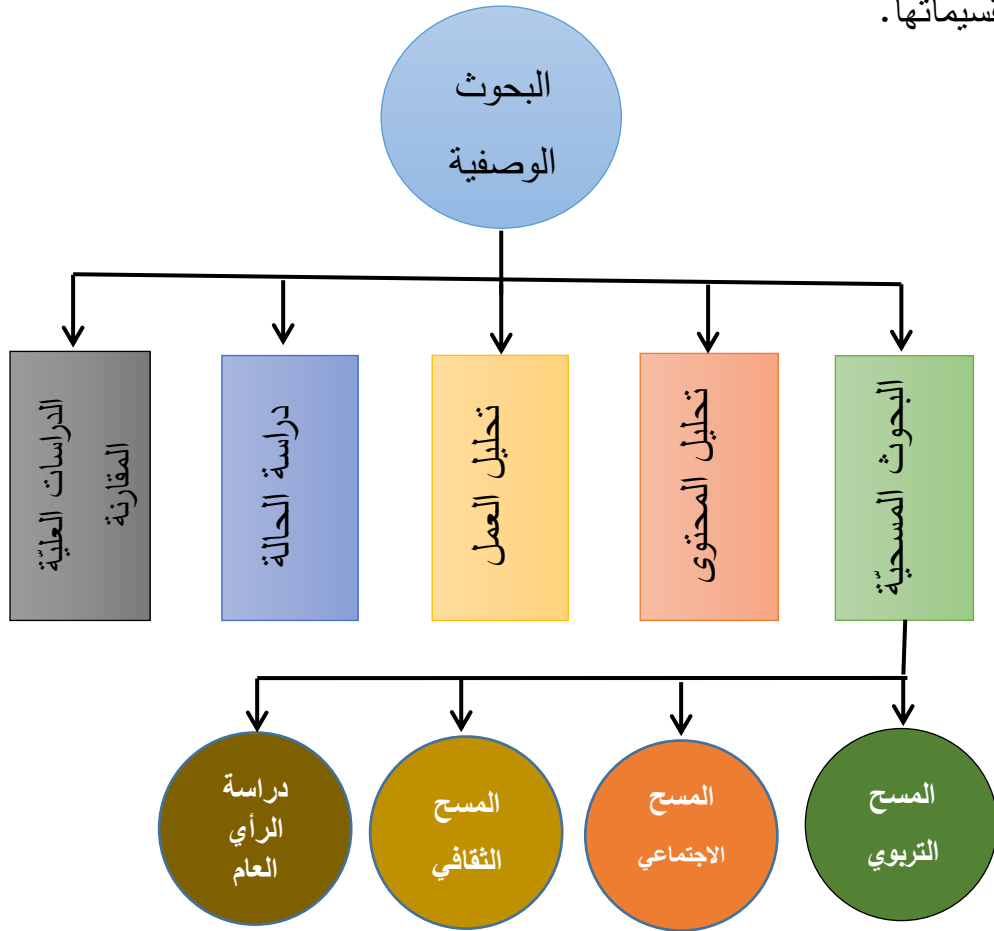 قسيماتها.
البحوث
الوصفية
البحوث المسحيّة
تحليل المحتوى
تحليل العمل
دراسة الحالة
الدراسات العليّة
المقارنة
المسح
التربوي
المسح
الاجتماعي
المسح
الثقافي
دراسة
الرأي
العام